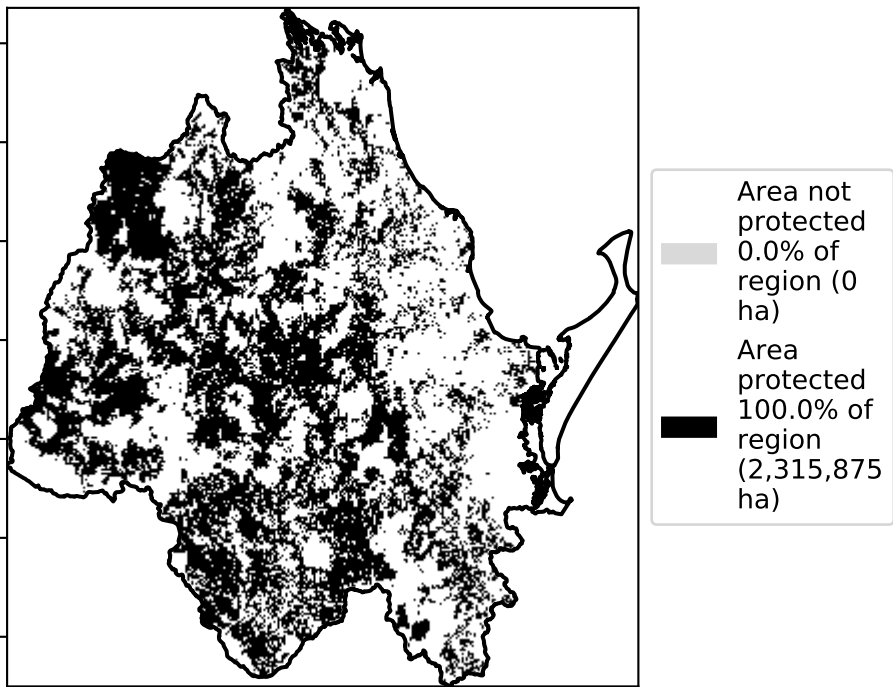 Area not
protected
0.0% of
region (0
ha)
Area
protected
100.0% of
region
(2,315,875
ha)